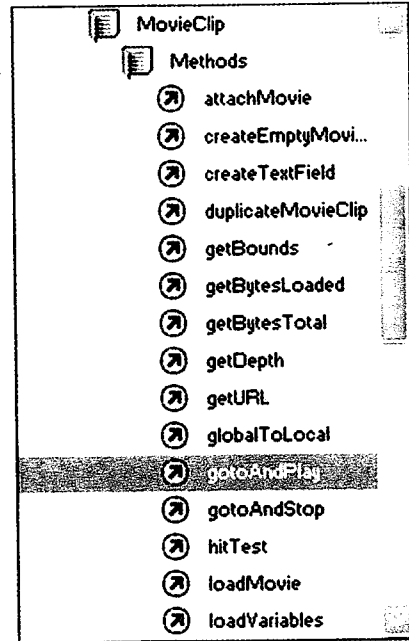 MovieClip
Methods
attachMovie
createEmptyMovi...
createTextField
duplicateMovieClip
getBounds
getBytesLoaded
getBytesTotal
getDepth
getURL
globalToLocal
gotoAndPlay
gotoAndStop
hitTest
loadMovie
loadVariables